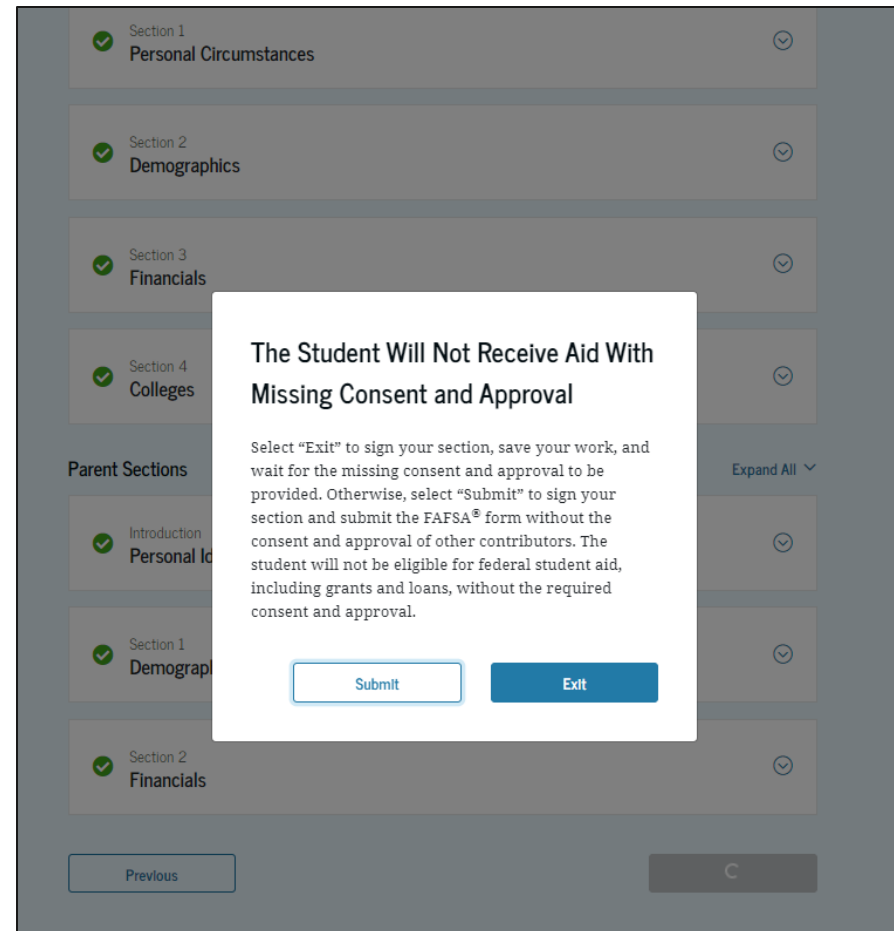 Section 1
Personal Circumstances
Section 2
Demographics
Section 3
Financials
Section 4
Colleges
The Student Will Not Receive Aid With
Missing Consent and Approval
Select “Exit” to sign your section, save your work, and
wait for the missing consent and approval to be
provided. Otherwise, select “Submit” to sign your
section and submit the FAFSA® form without the
consent and approval of other contributors. The
student will not be eligible for federal student aid,
including grants and loans, without the required
consent and approval.
Submit
Exit
Parent Sections
Expand All
Introduction
Personal Id
Section 1
Demograpl
Section 2
Financials
Previous